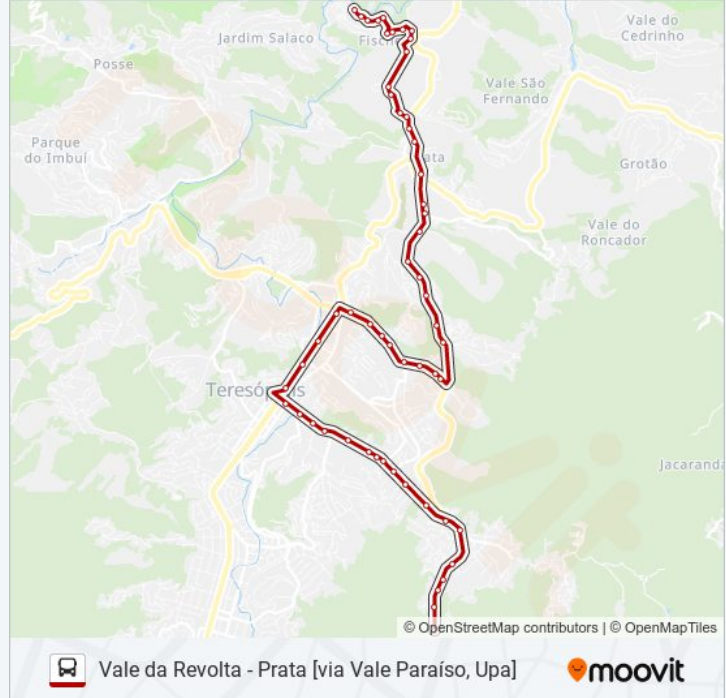 Vale do
Cedrinho
Jardim Salaco
Posse
Vale São
Fernando
Parque
do Imbuí
Grotão
Vale do
Roncador
Jacaranda
© OpenStreetMap contributors | © OpenMapTiles
Vale da Revolta - Prata [via Vale Paraíso, Upa]
moovit